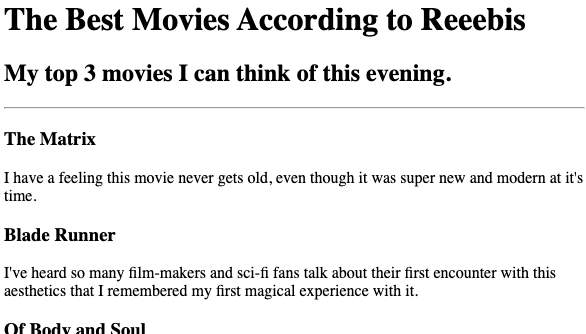 The Best Movies According to Reeebis
My top 3 movies I can think of this evening.
The Matrix
I have a feeling this movie never gets old, even though it was super new and modern at it's
time.
Blade Runner
I've heard so many film-makers and sci-fi fans talk about their first encounter with this
aesthetics that I remembered my first magical experience with it.
Of Body and Soul